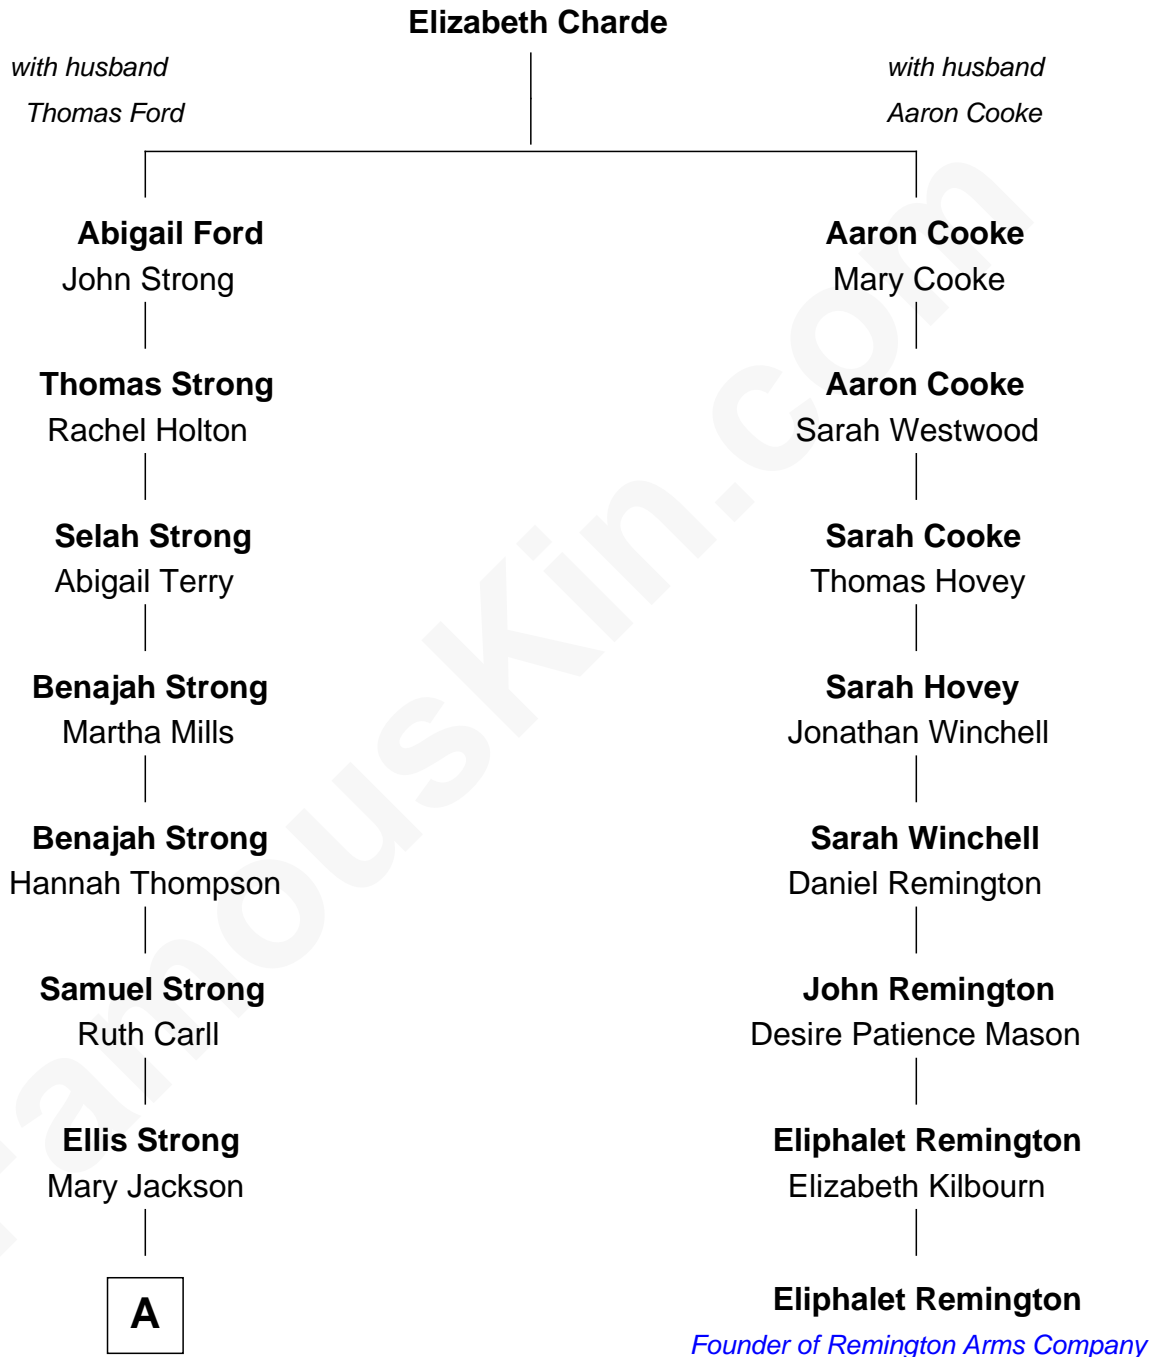 Elizabeth Charde
with husband
Thomas Ford
with husband
Aaron Cooke
Abigail Ford
John Strong
Thomas Strong
Rachel Holton
Selah Strong
Abigail Terry
Benajah Strong
Martha Mills
Benajah Strong
Hannah Thompson
Samuel Strong
Ruth Carll
Ellis Strong
Mary Jackson
A
Aaron Cooke
Mary Cooke
Aaron Cooke
Sarah Westwood
Sarah Cooke
Thomas Hovey
Sarah Hovey
Jonathan Winchell
Sarah Winchell
Daniel Remington
John Remington
Desire Patience Mason
Eliphalet Remington
Elizabeth Kilbourn
Eliphalet Remington
Founder of Remington Arms Company
FamousKin.com